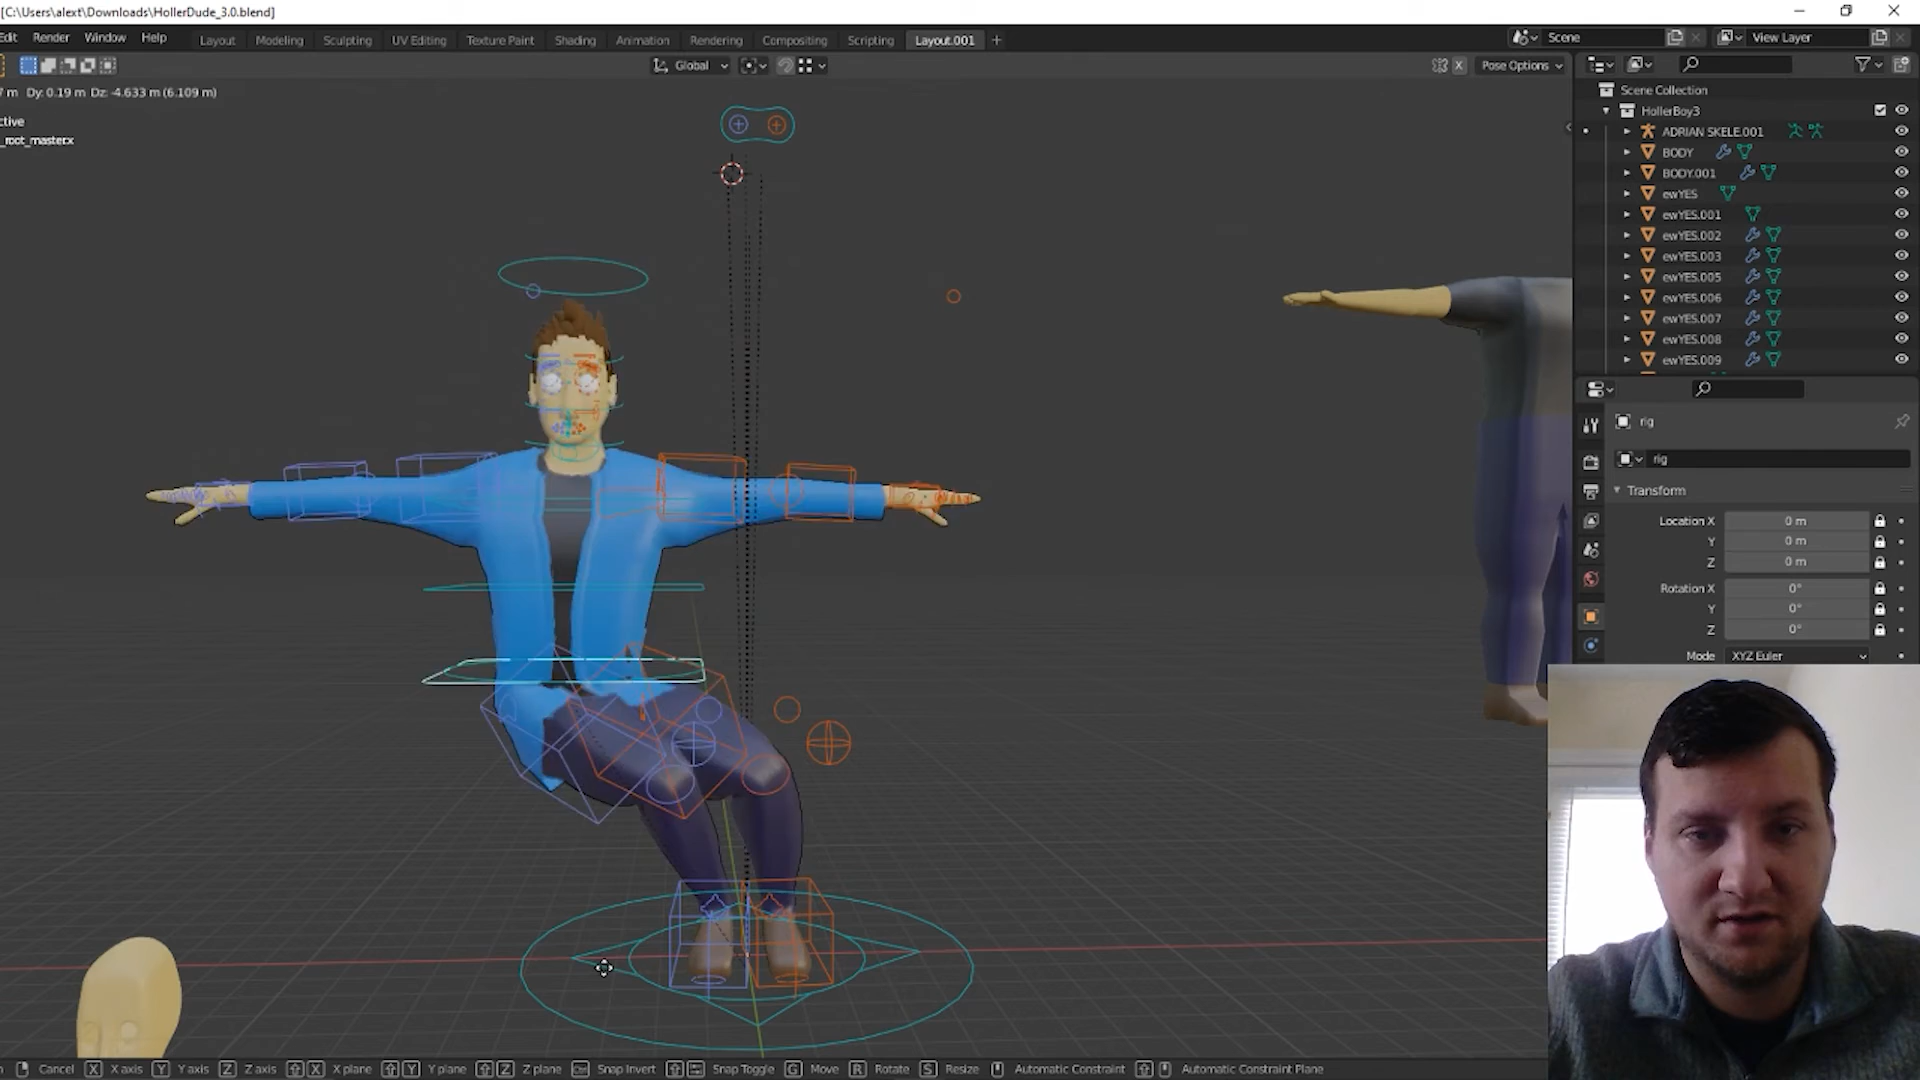 [C:\Users\alext\Downloads\HollerDude_3.0.blend]
Edit Render Window Help Layout Modeling Sculpting UV Editing Texture Paint Shading Animation Rendering Compositing Scripting Layout.001 + Scene View Layer
Global Pose Options
7 m Dy: 0.19 m Dz: -4.633 m (6.109 m)
ctive
_root_master.x
Scene Collection
HollerBoy3
ADRIAN SKELE.001
BODY
BODY.001
ewYES
ewYES.001
ewYES.002
ewYES.003
ewYES.005
ewYES.006
ewYES.007
ewYES.008
ewYES.009
rig
rig
Transform
Location X 0 m
Y 0 m
Z 0 m
Rotation X 0°
Y 0°
Z 0°
Mode XYZ Euler
Cancel X X axis Y Y axis Z Z axis X X plane Y Y plane Z Z plane Snap Invert Snap Toggle G Move R Rotate S Resize Automatic Constraint Automatic Constraint Plane